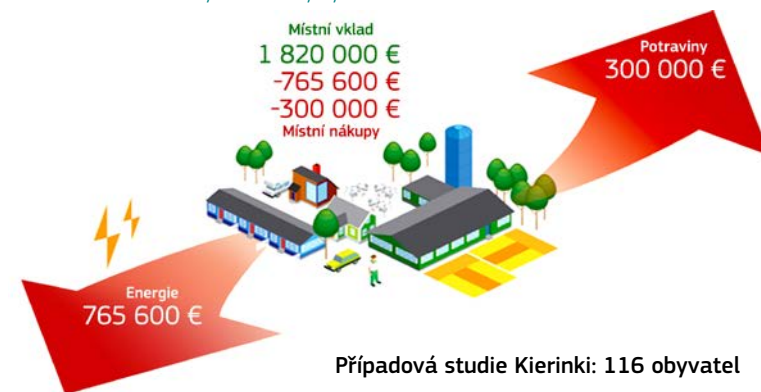 Místní vklad
1 820 000 €
-765 600 €
-300 000 €
Místní nákupy
Potraviny
300 000 €
Energie
765 600 €
Případová studie Kierinki: 116 obyvatel